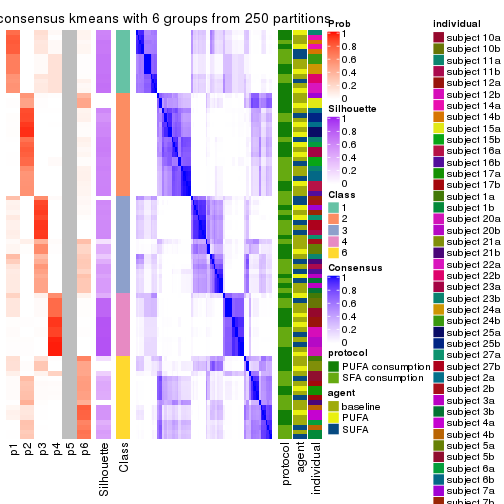 consensus kmeans with 6 groups from 250 partitions
Prob
1
0.8
0.6
0.4
0.2
0
Silhouette
1
0.8
0.6
0.4
0.2
0
Class
1
2
3
4
6
Consensus
1
0.8
0.6
0.4
0.2
0
protocol
PUFA consumption
SFA consumption
agent
baseline
PUFA
SUFA
individual
subject 10a
subject 10b
subject 11a
subject 11b
subject 12a
subject 12b
subject 14a
subject 14b
subject 15a
subject 15b
subject 16a
subject 16b
subject 17a
subject 17b
subject 1a
subject 1b
subject 20a
subject 20b
subject 21a
subject 21b
subject 22a
subject 22b
subject 23a
subject 23b
subject 24a
subject 24b
subject 25a
subject 25b
subject 27a
subject 27b
subject 2a
subject 2b
subject 3a
subject 3b
subject 4a
subject 4b
subject 5a
subject 5b
subject 6a
subject 6b
subject 7a
subject 7b
p1
p2
p3
p4
p5
p6
Silhouette
Class
protocol
agent
individual